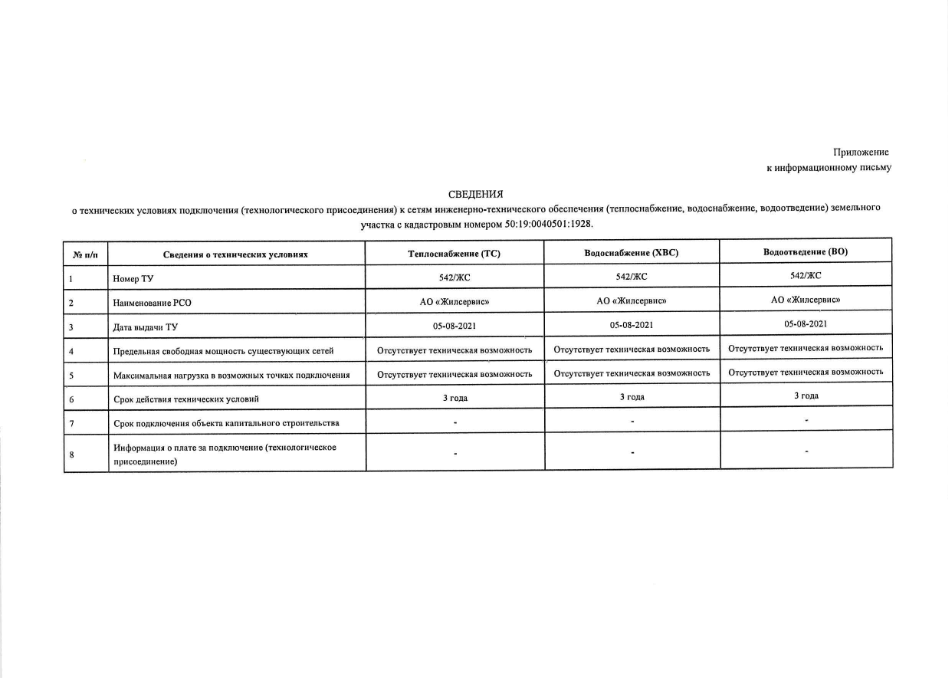 Приложение
к информационному письму
СВЕДЕНИЯ
о технических условиях подключения (технологического присоединения) к сетям инженерно-технического обеспечения (теплоснабжение, водоснабжение, водоотведение) земельного
участка с кадастровым номером 50:19:0040501:1928.
№ п/п Сведения о технических условиях Теплоснабжение (ТС) Водоснабжение (ХВС) Водоотведение (ВО)
1 Номер ТУ 542/ЖС 542/ЖС 542/ЖС
2 Наименование РСО АО «Жилсервис» АО «Жилсервис» АО «Жилсервис»
3 Дата выдачи ТУ 05-08-2021 05-08-2021 05-08-2021
4 Предельная свободная мощность существующих сетей Отсутствует техническая возможность Отсутствует техническая возможность Отсутствует техническая возможность
5 Максимальная нагрузка в возможных точках подключения Отсутствует техническая возможность Отсутствует техническая возможность Отсутствует техническая возможность
6 Срок действия технических условий 3 года 3 года 3 года
7 Срок подключения объекта капитального строительства - - -
8 Информация о плате за подключение (технологическое
присоединение) - - -